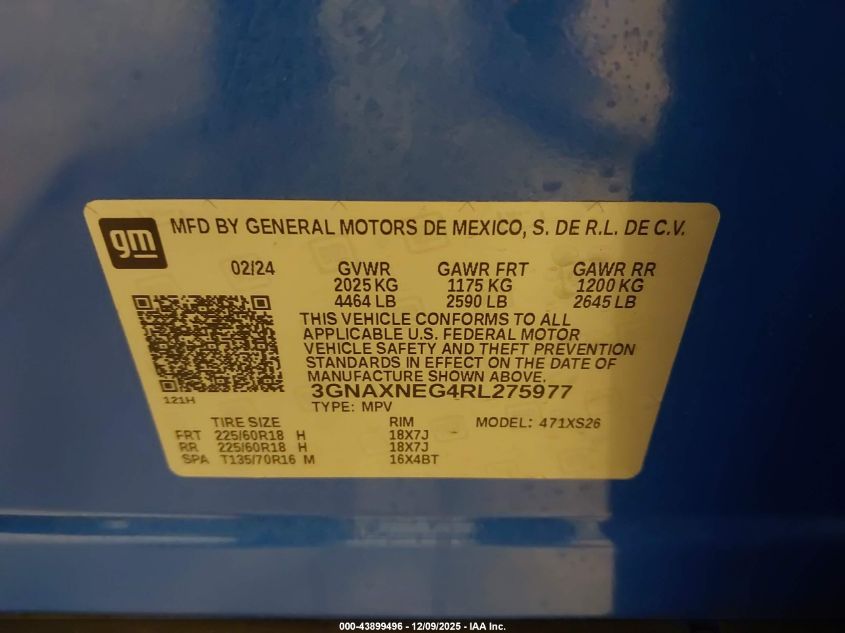 gm
MFD BY GENERAL MOTORS DE MEXICO, S. DE R.L. DE C.V.
02/24 GVWR GAWR FRT GAWR RR
2025 KG 1175 KG 1200 KG
4464 LB 2590 LB 2645 LB
THIS VEHICLE CONFORMS TO ALL
APPLICABLE U.S. FEDERAL MOTOR
VEHICLE SAFETY AND THEFT PREVENTION
STANDARDS IN EFFECT ON THE DATE OF
MANUFACTURE SHOWN ABOVE.
3GNAXNEG4RL275977
121H
TYPE: MPV
TIRE SIZE RIM MODEL: 471XS26
FRT 225/60R18 H 18X7J
RR 225/60R18 H 18X7J
SPA T135/70R16 M 16X4BT
000-43899496 - 12/09/2025 - IAA Inc.